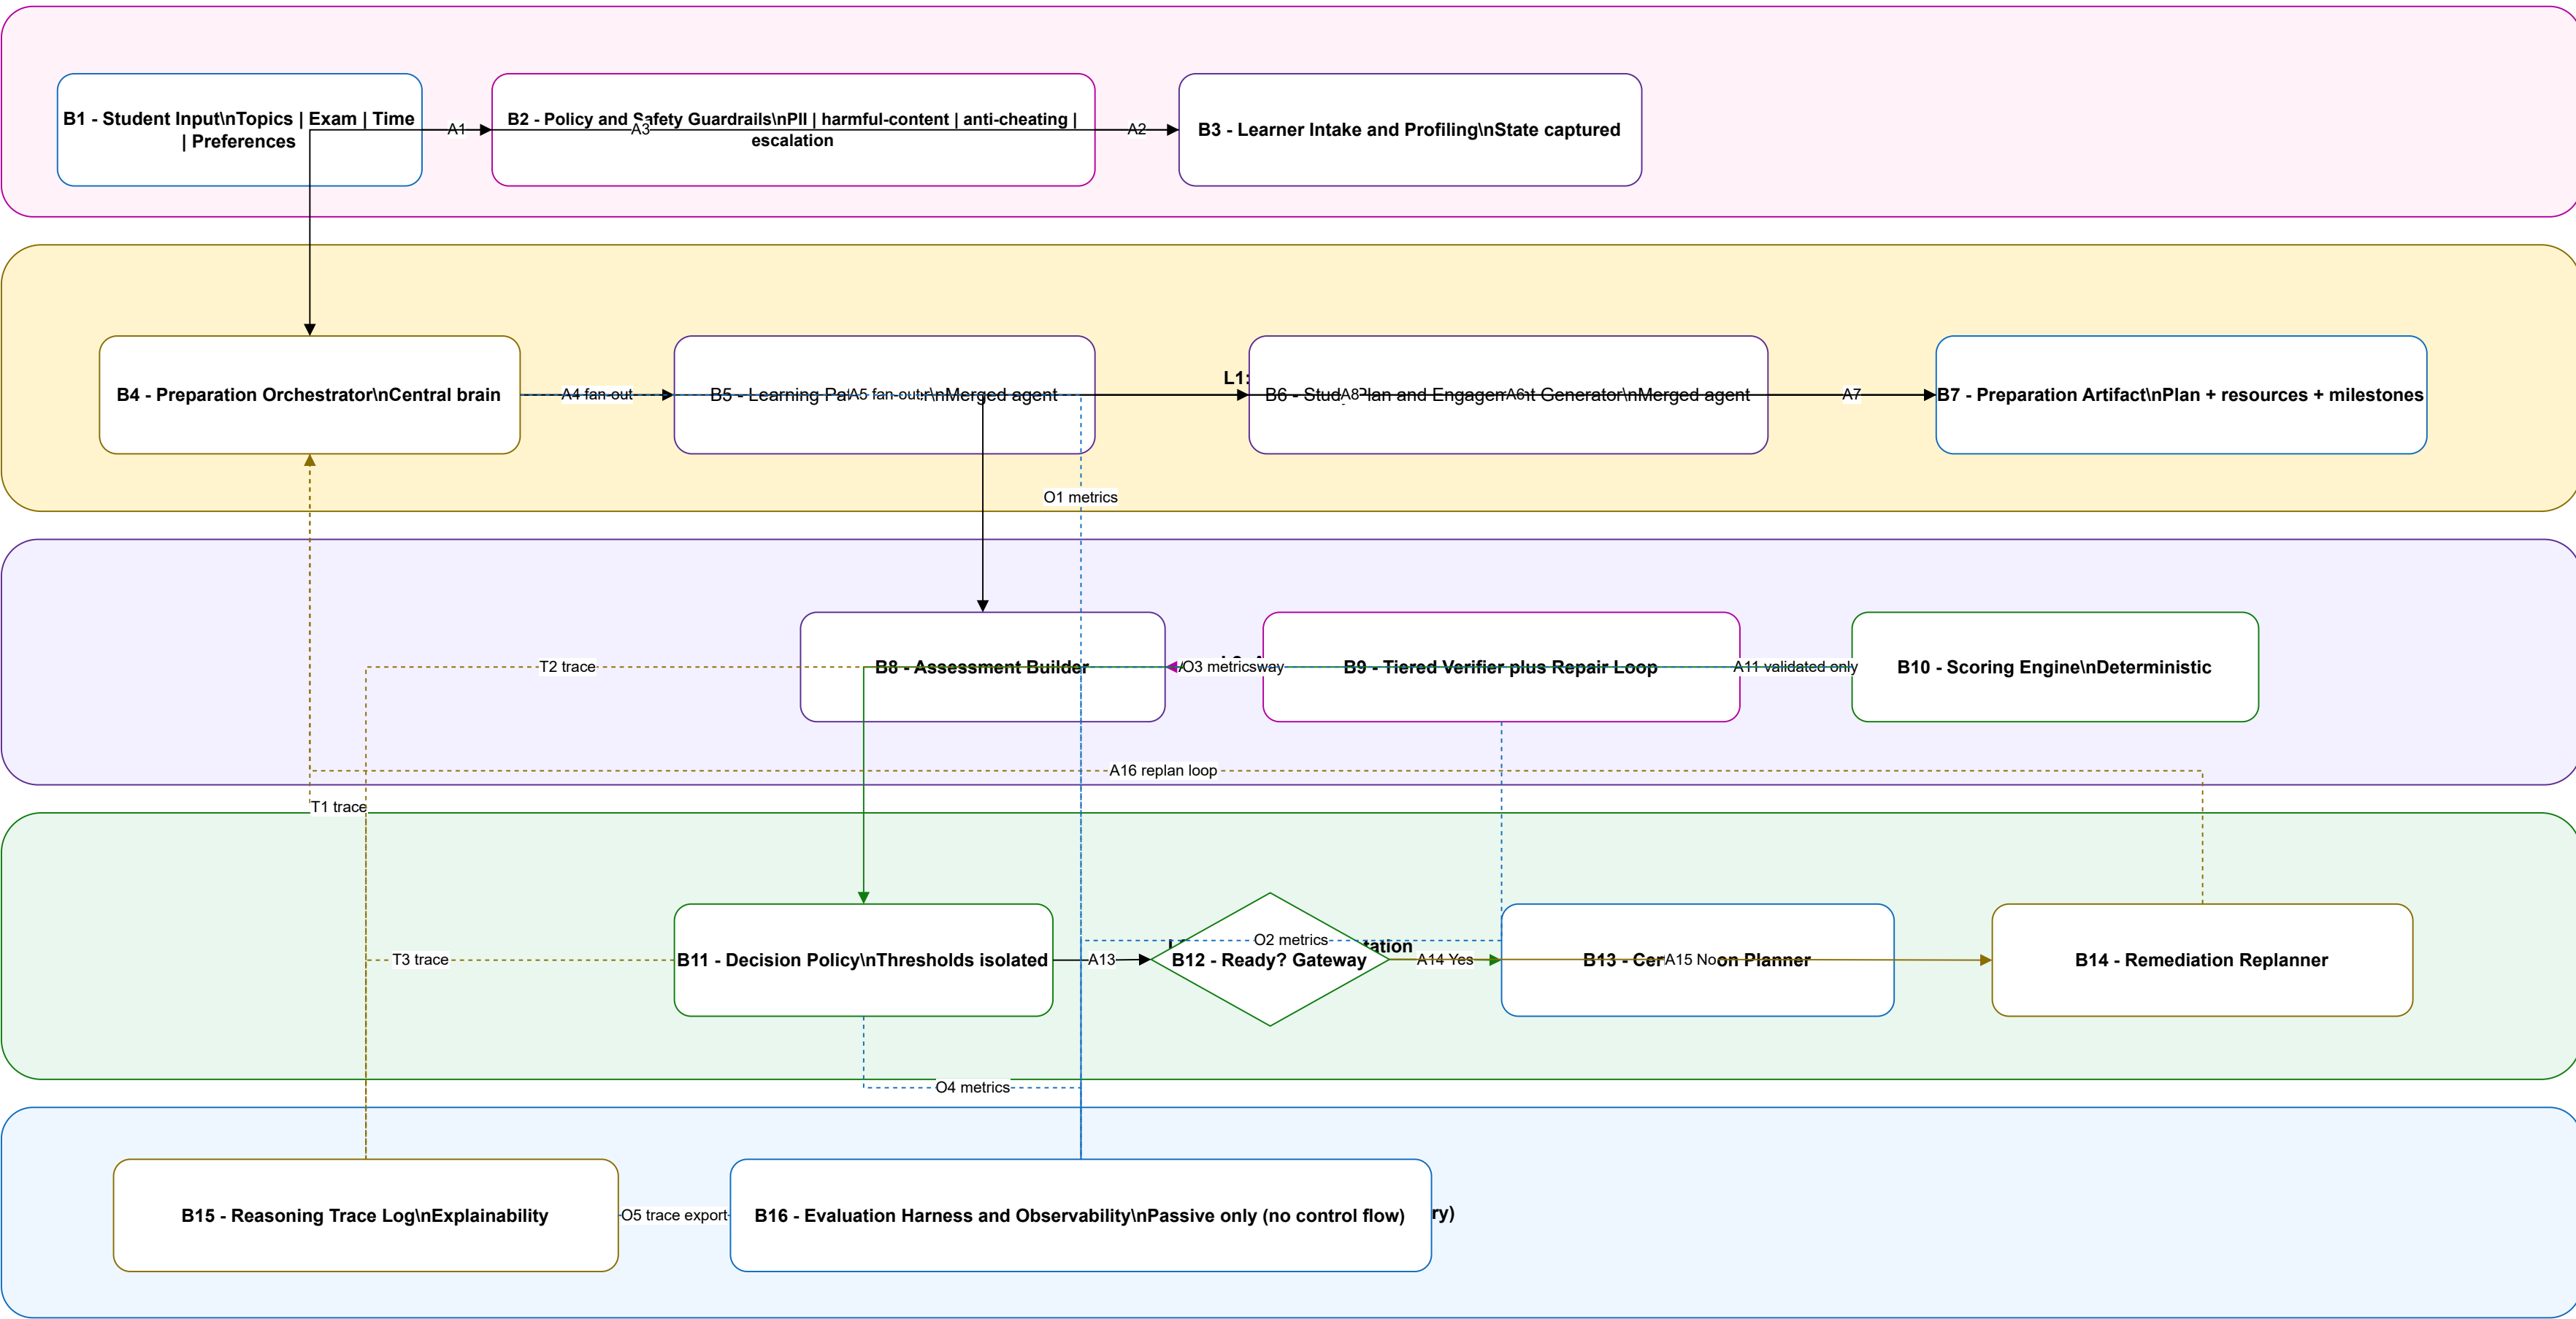 B1 - Student Input\nTopics | Exam | Time
| Preferences
A1
B2 - Policy and Safety Guardrails\nPII | harmful-content | anti-cheating |
escalation
A3
A2
B3 - Learner Intake and Profiling\nState captured
L1:
B4 - Preparation Orchestrator\nCentral brain
A4 fan-out
B5 - Learning
A5 fan-out
r\nMerged agent
B6 - Study Plan and Engagement Generator\nMerged agent
A8
A6
A7
B7 - Preparation Artifact\nPlan + resources + milestones
O1 metrics
T2 trace
B8 - Assessment Builder
O3 metrics
way
B9 - Tiered Verifier plus Repair Loop
A11 validated only
B10 - Scoring Engine\nDeterministic
A16 replan loop
T1 trace
T3 trace
B11 - Decision Policy\nThresholds isolated
A13
O2 metrics
tation
B12 - Ready? Gateway
A14 Yes
B13 -
A15 No
on Planner
B14 - Remediation Replanner
O4 metrics
B15 - Reasoning Trace Log\nExplainability
O5 trace export
B16 - Evaluation Harness and Observability\nPassive only (no control flow)
ry)